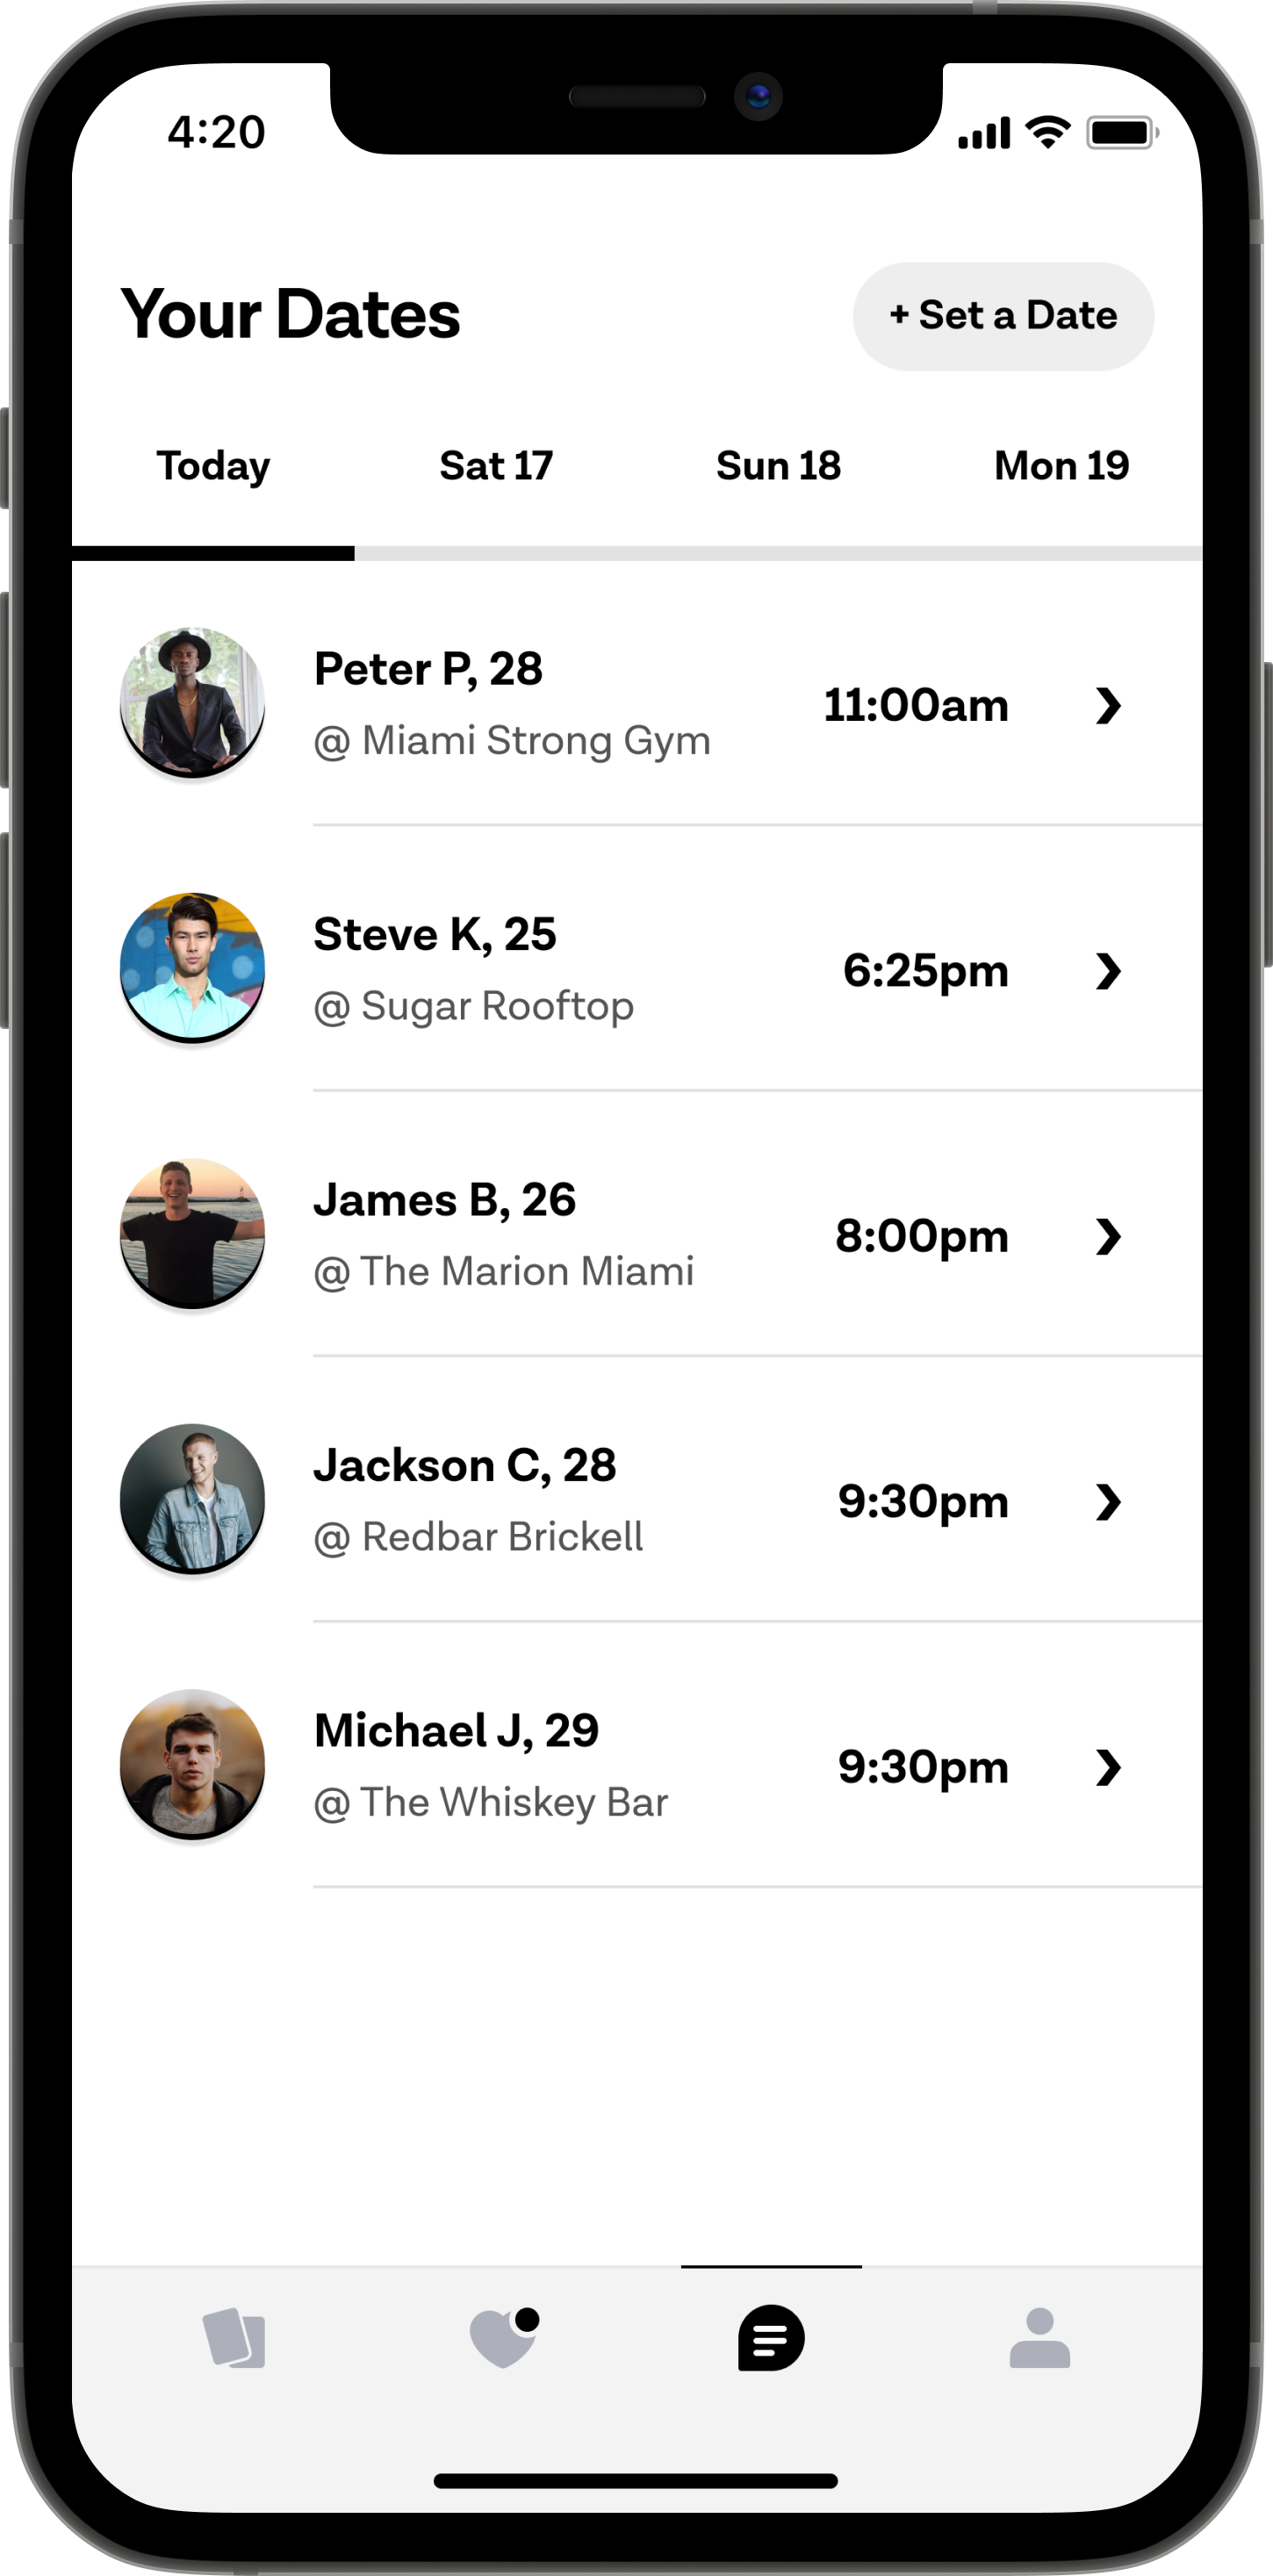 4:20
Your Dates
+ Set a Date
Today Sat 17 Sun 18 Mon 19
Peter P, 28
@ Miami Strong Gym
11:00am
Steve K, 25
@ Sugar Rooftop
6:25pm
James B, 26
@ The Marion Miami
8:00pm
Jackson C, 28
@ Redbar Brickell
9:30pm
Michael J, 29
@ The Whiskey Bar
9:30pm